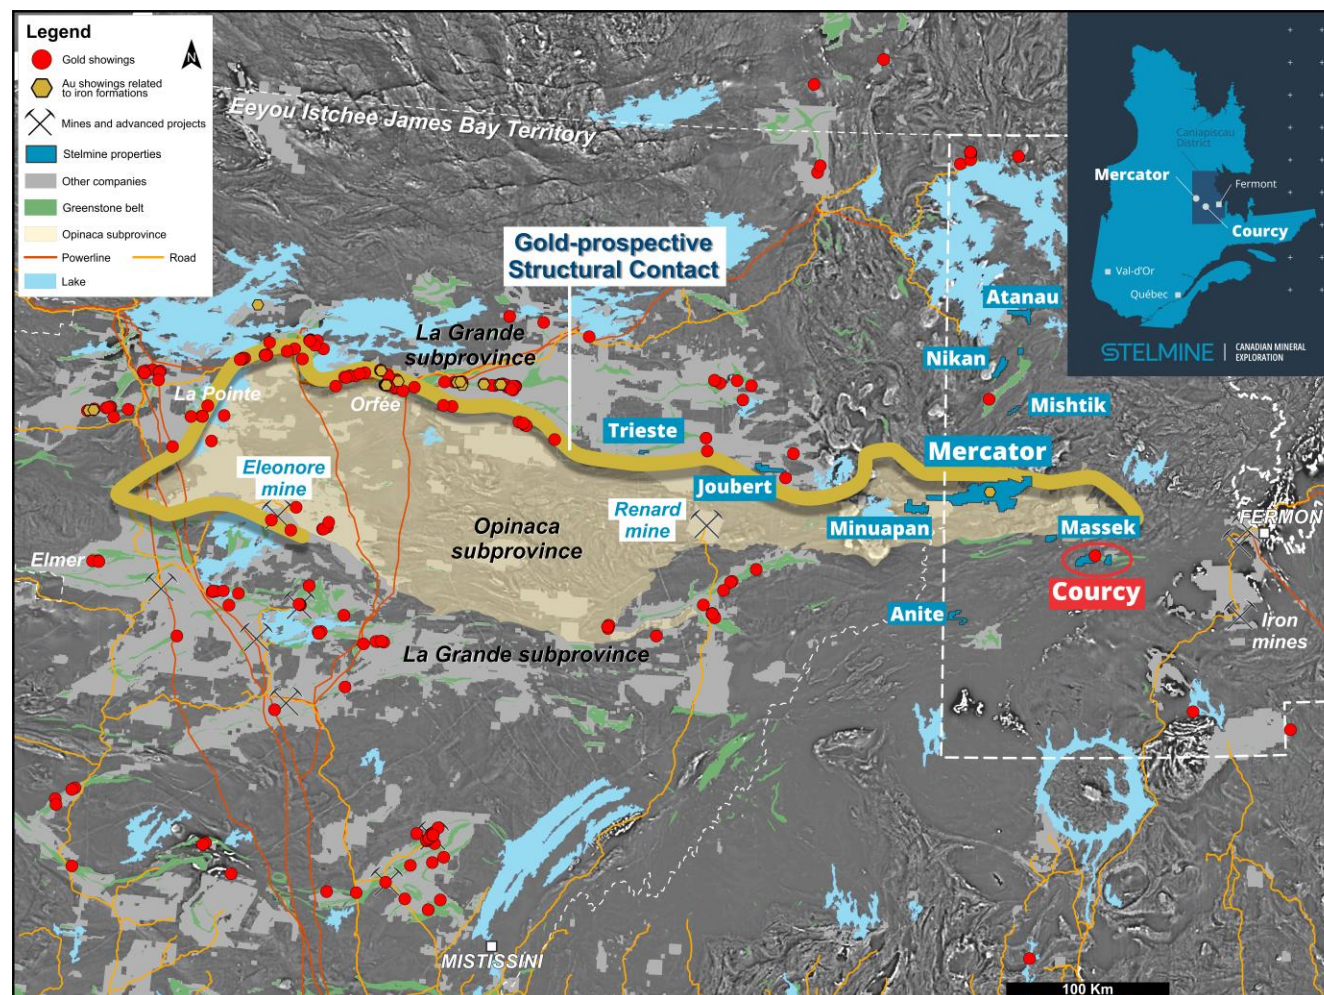 Legend
N
Gold showings
Au showings related
to iron formations
Mines and advanced projects
Stelmine properties
Other companies
Greenstone belt
Opinaca subprovince
Powerline
Road
Lake
Eeyou Istchee James Bay Territory
Caniapiscau
District
Mercator
Fermont
Courcy
Val-d'Or
Québec
STELMINE
CANADIAN MINERAL
EXPLORATION
Gold-prospective
Structural Contact
Atanau
La Grande
subprovince
Nikan
La Pointe
Orfée
Mishtik
Trieste
Mercator
Eleonore
mine
Joubert
Renard
mine
Minuapan
Opinaca
subprovince
Massek
FERMON
Elmer
Courcy
Anite
Iron
mines
La Grande subprovince
MISTISSINI
100 Km